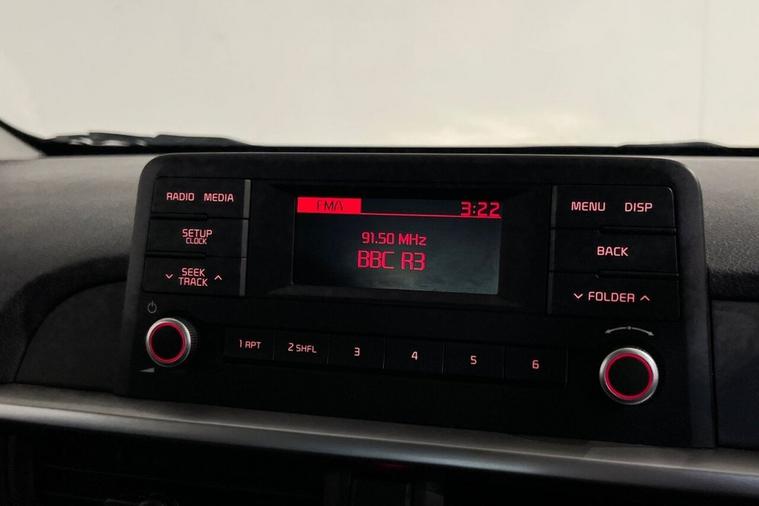 RADIO MEDIA
SETUP
CLOCK
SEEK
TRACK
3:22
91.50 MHz
BBC R3
MENU DISP
BACK
FOLDER
1 RPT
2 SHFL
3
4
5
6